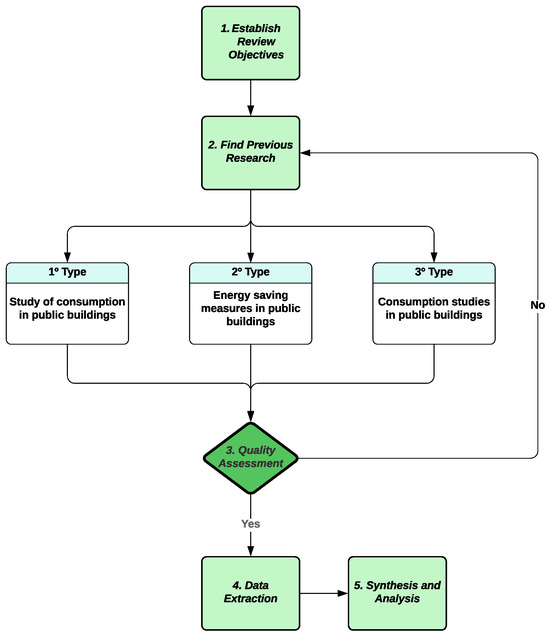 1. Establish
Review
Objectives
2. Find Previous
Research
1º Type
Study of consumption
in public buildings
2º Type
Energy saving
measures in public
buildings
3º Type
Consumption studies
in public buildings
No
3. Quality
Assessment
Yes
4. Data
Extraction
5. Synthesis and
Analysis